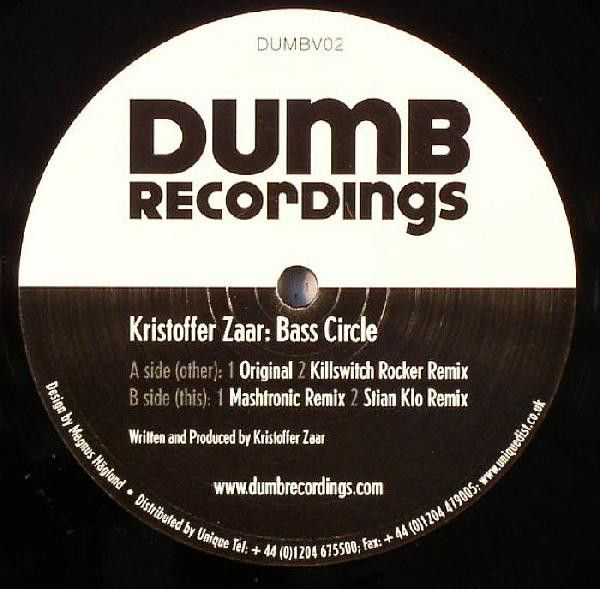 DUMBV02
DUMB
RECORDINGS
Kristoffer Zaar: Bass Circle
A side (other): 1 Original 2 Killswitch Rocker Remix
B side (this): 1 Mashtronic Remix 2 Stian Klo Remix
Written and Produced by Kristoffer Zaar
www.dumbrecordings.com
Design by Magnus Höglund • Distributed by Unique Tel: + 44 (0)1204 675500; Fax: + 44 (0)1204 419005; www.uniquedist.co.uk